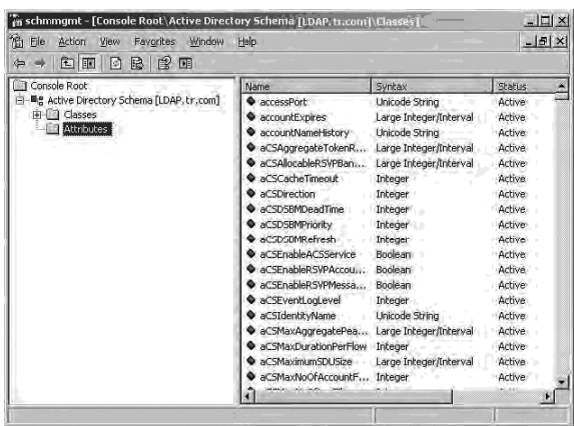 schmmgmt - [Console Root\Active Directory Schema [LDAP.tr.com]\Classes]
File Action View Favorites Window Help
Console Root
Active Directory Schema [LDAP.tr.com]
Classes
Attributes
Name Syntax Status
accessPort Unicode String Active
accountExpires Large Integer/Interval Active
accountNameHistory Unicode String Active
aCSAggregateTokenR... Large Integer/Interval Active
aCSAllocableRSVPBan... Large Integer/Interval Active
aCSCacheTimeout Integer Active
aCSDirection Integer Active
aCSDSBMDeadTime Integer Active
aCSDSBMPriority Integer Active
aCSDSBMRefresh Integer Active
aCSEnableACSService Boolean Active
aCSEnableRSVPAccou... Boolean Active
aCSEnableRSVPMessa... Boolean Active
aCSEventLogLevel Integer Active
aCSIdentityName Unicode String Active
aCSMaxAggregatePea... Large Integer/Interval Active
aCSMaxDurationPerFlow Integer Active
aCSMaximumSDUSize Large Integer/Interval Active
aCSMaxNoOfAccountF... Integer Active